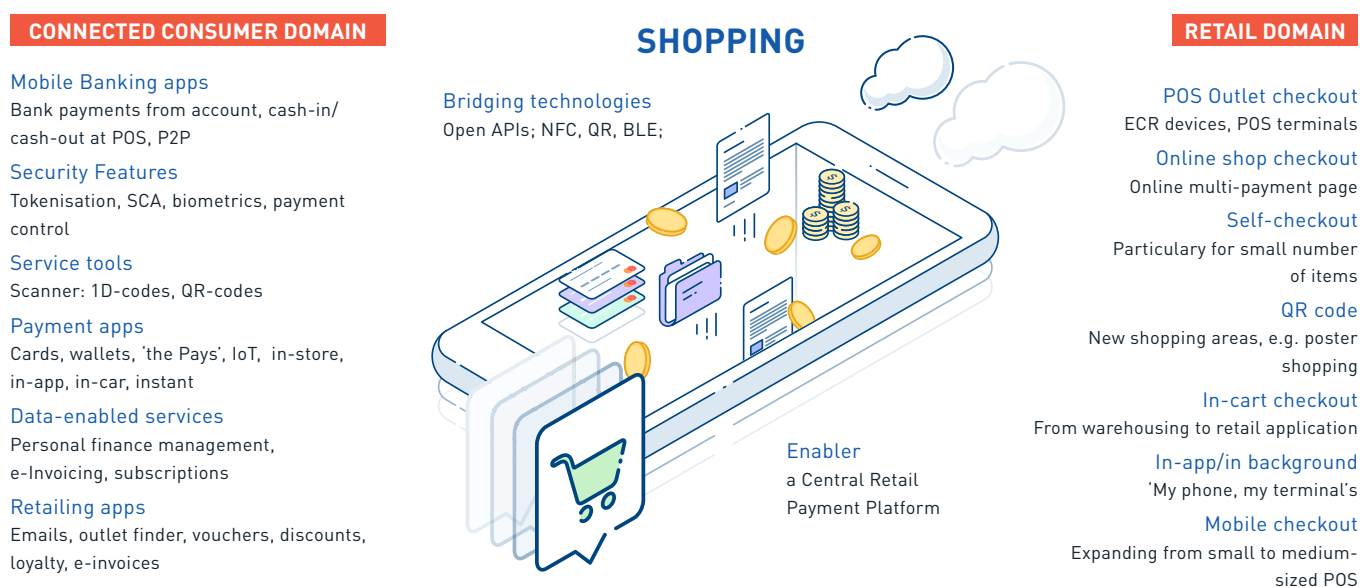 CONNECTED CONSUMER DOMAIN
Mobile Banking apps
Bank payments from account, cash-in/
cash-out at POS, P2P
Security Features
Tokenisation, SCA, biometrics, payment
control
Service tools
Scanner: 1D-codes, QR-codes
Payment apps
Cards, wallets, ‘the Pays’, IoT,  in-store,
in-app, in-car, instant
Data-enabled services
Personal finance management,
e-Invoicing, subscriptions
Retailing apps
Emails, outlet finder, vouchers, discounts,
loyalty, e-invoices
SHOPPING
Bridging technologies
Open APIs; NFC, QR, BLE;
$
$
$
Enabler
a Central Retail
Payment Platform
RETAIL DOMAIN
POS Outlet checkout
ECR devices, POS terminals
Online shop checkout
Online multi-payment page
Self-checkout
Particulary for small number
of items
QR code
New shopping areas, e.g. poster
shopping
In-cart checkout
From warehousing to retail application
In-app/in background
‘My phone, my terminal’s
Mobile checkout
Expanding from small to medium-
sized POS